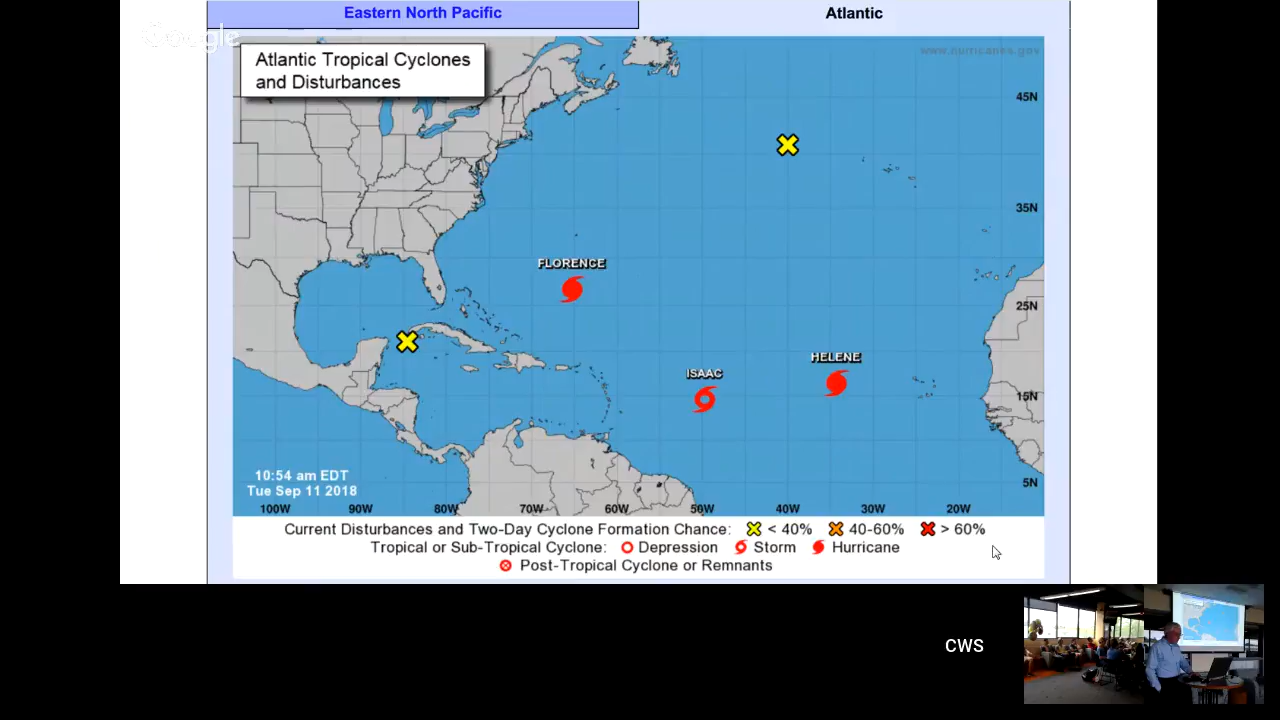 Eastern North Pacific
Atlantic
Google
Atlantic Tropical Cyclones
and Disturbances
www.hurricanes.gov
45N
35N
FLORENCE
25N
HELENE
ISAAC
15N
10:54 am EDT
Tue Sep 11 2018
5N
100W 90W 80W 70W 60W 50W 40W 30W 20W
Current Disturbances and Two-Day Cyclone Formation Chance: < 40% 40-60% > 60%
Tropical or Sub-Tropical Cyclone: Depression Storm Hurricane
Post-Tropical Cyclone or Remnants
CWS